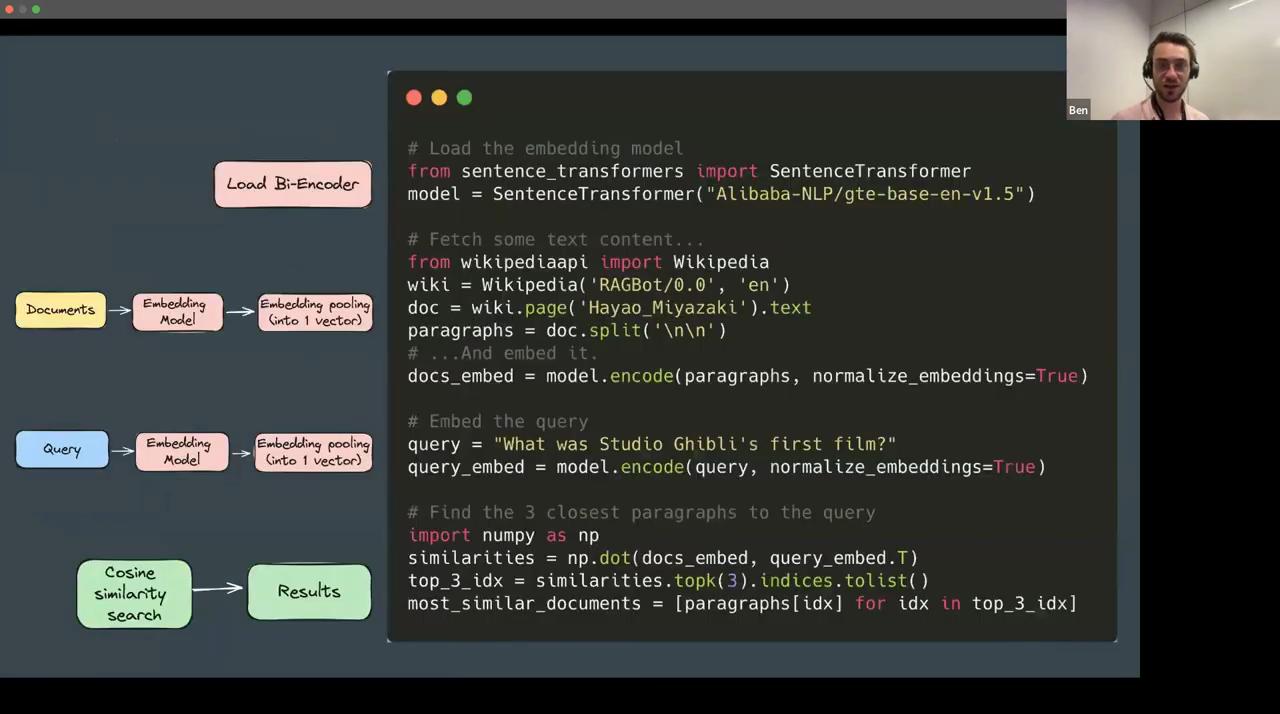 Ben
Load Bi-Encoder
Documents
Embedding
Model
Embedding pooling
(into 1 vector)
Query
Embedding
Model
Embedding pooling
(into 1 vector)
Cosine
similarity
search
Results
# Load the embedding model
from sentence_transformers import SentenceTransformer
model = SentenceTransformer("Alibaba-NLP/gte-base-en-v1.5")
# Fetch some text content...
from wikipediaapi import Wikipedia
wiki = Wikipedia('RAGBot/0.0', 'en')
doc = wiki.page('Hayao_Miyazaki').text
paragraphs = doc.split('\n\n')
# ...And embed it.
docs_embed = model.encode(paragraphs, normalize_embeddings=True)
# Embed the query
query = "What was Studio Ghibli's first film?"
query_embed = model.encode(query, normalize_embeddings=True)
# Find the 3 closest paragraphs to the query
import numpy as np
similarities = np.dot(docs_embed, query_embed.T)
top_3_idx = similarities.topk(3).indices.tolist()
most_similar_documents = [paragraphs[idx] for idx in top_3_idx]